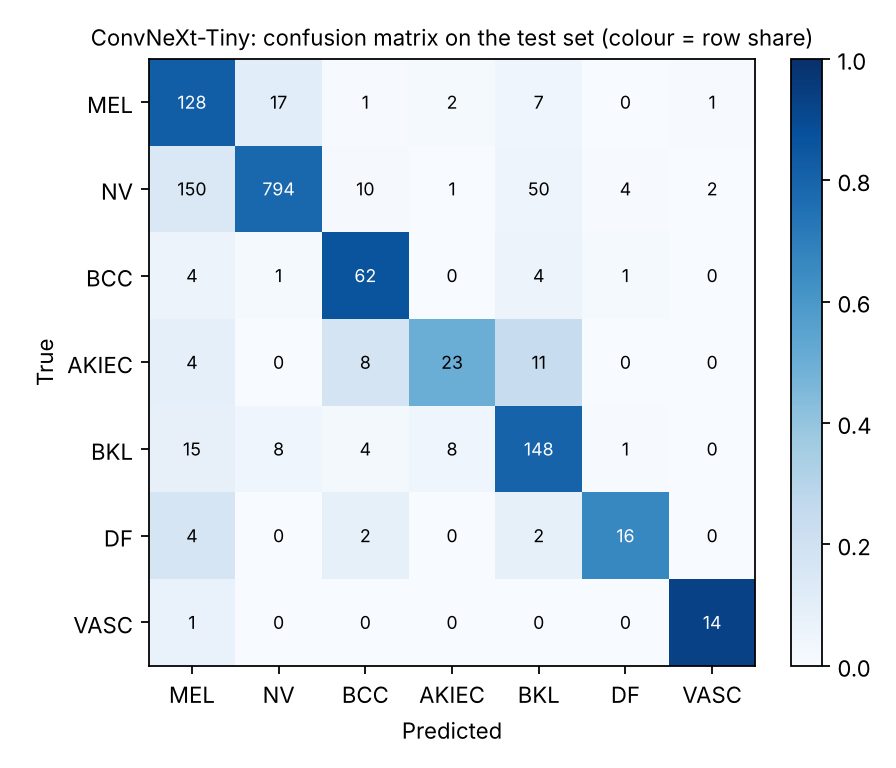 ConvNeXt-Tiny: confusion matrix on the test set (colour = row share)
MEL 128 17 1 2 7 0 1
NV 150 794 10 1 50 4 2
BCC 4 1 62 0 4 1 0
AKIEC 4 0 8 23 11 0 0
BKL 15 8 4 8 148 1 0
DF 4 0 2 0 2 16 0
VASC 1 0 0 0 0 0 14
MEL NV BCC AKIEC BKL DF VASC
Predicted
True
1.0
0.8
0.6
0.4
0.2
0.0